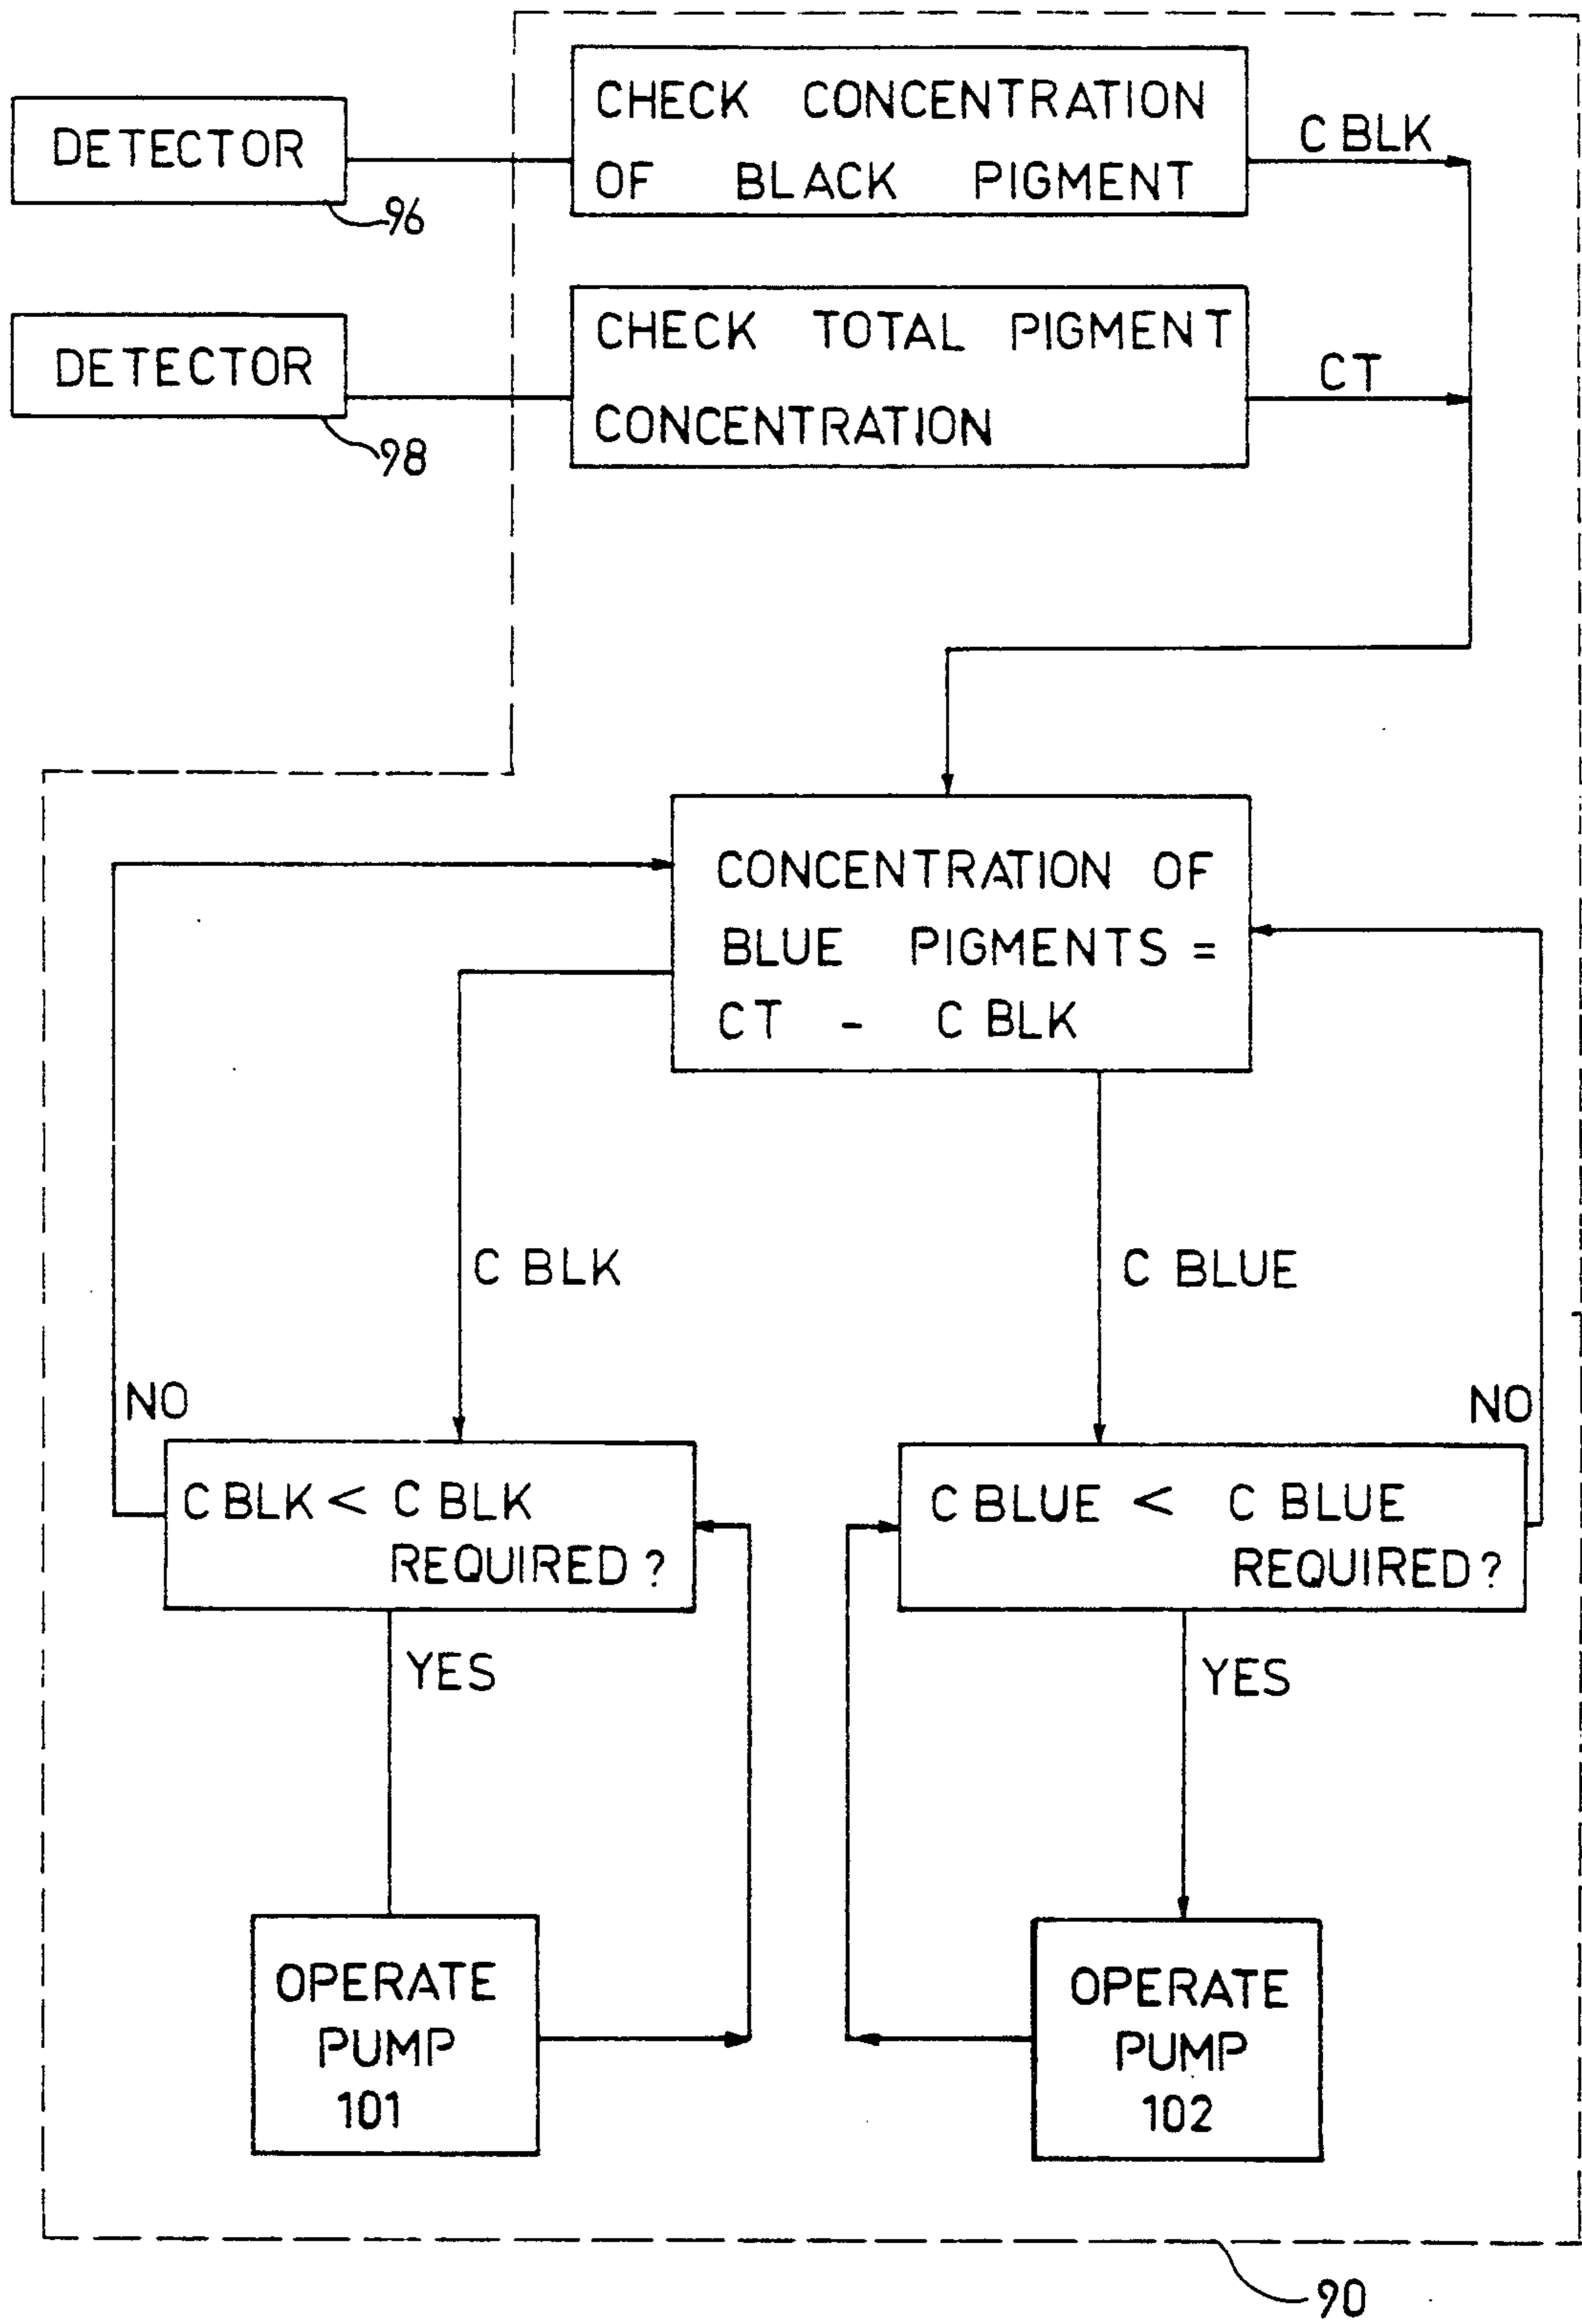 CHECK CONCENTRATION
OF BLACK PIGMENT
C BLK
DETECTOR
96
CHECK TOTAL PIGMENT
CONCENTRATION
CT
DETECTOR
98
CONCENTRATION OF
BLUE PIGMENTS =
CT - C BLK
C BLK
C BLUE
NO
NO
C BLK < C BLK
REQUIRED?
C BLUE < C BLUE
REQUIRED?
YES
YES
OPERATE
PUMP
101
OPERATE
PUMP
102
90